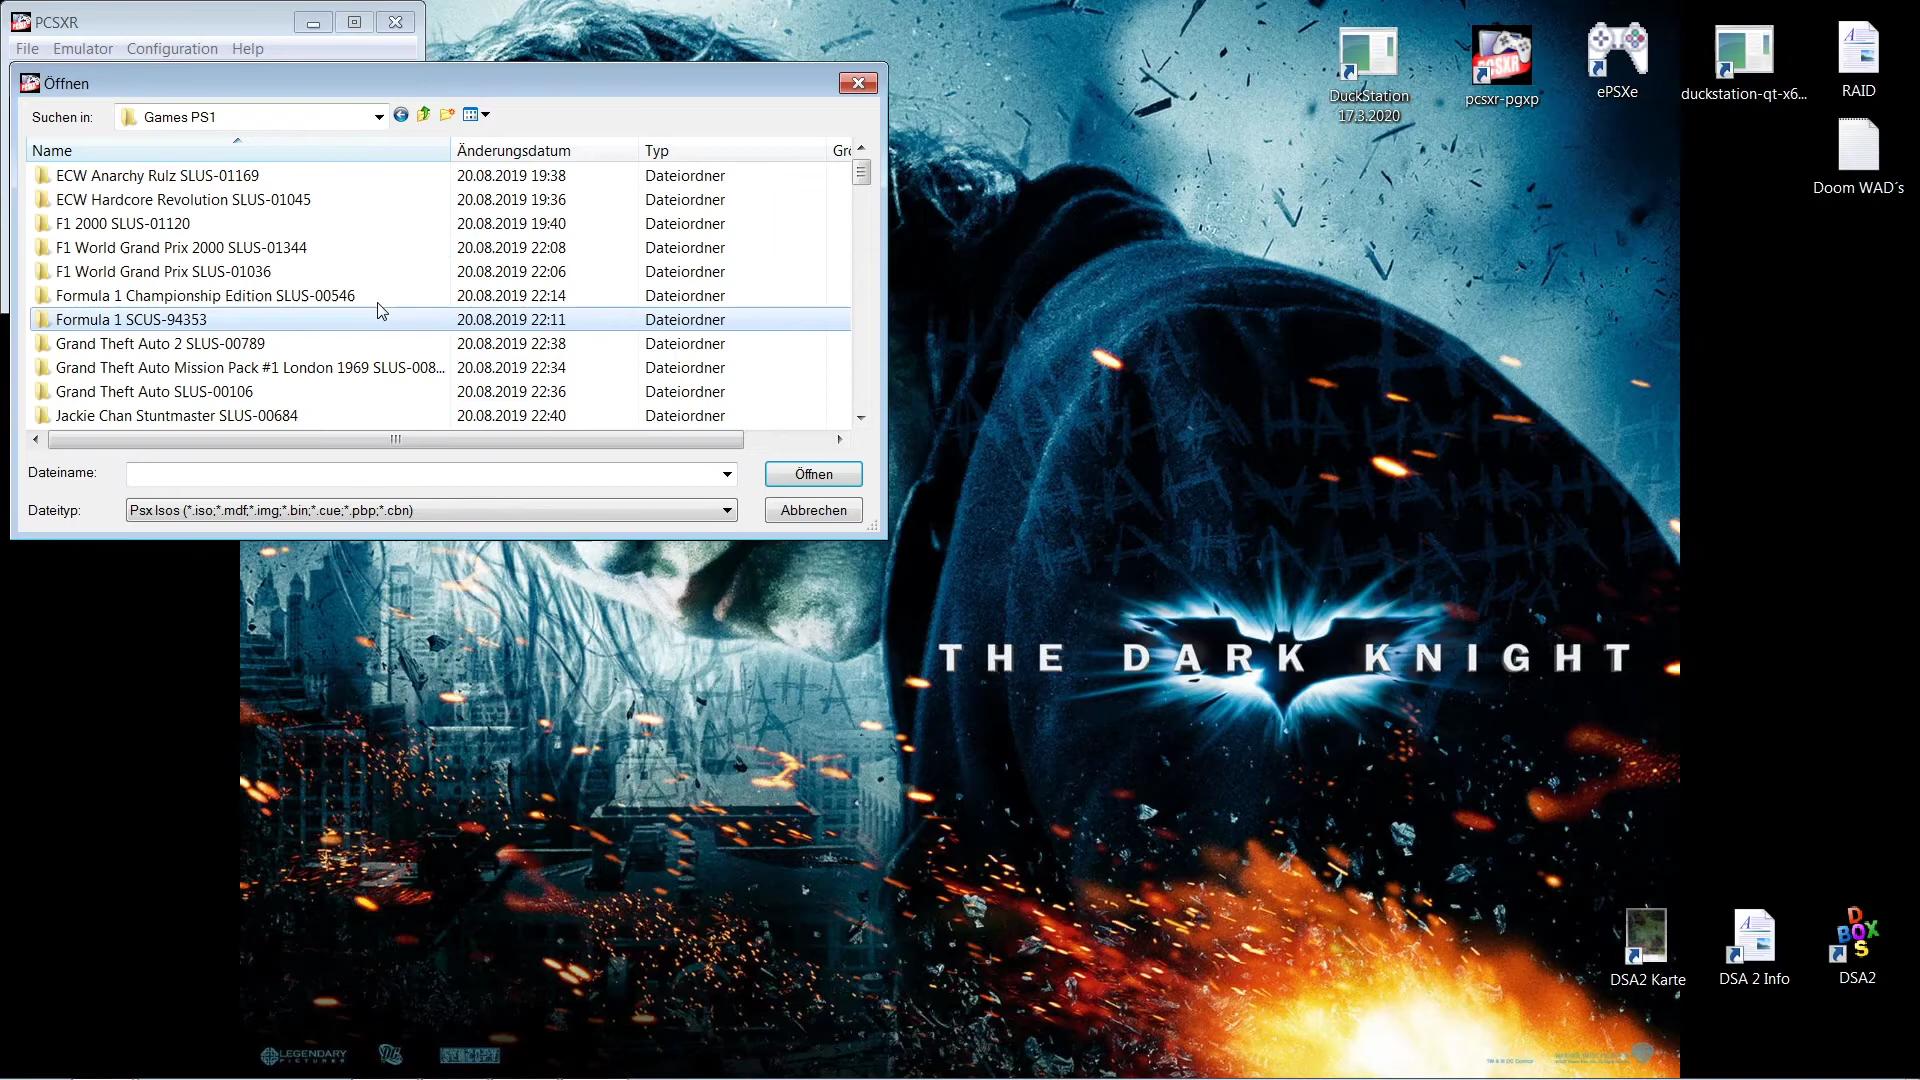 PCSXR
File Emulator Configuration Help
Öffnen
Suchen in: Games PS1
Name Änderungsdatum Typ Grö
ECW Anarchy Rulz SLUS-01169 20.08.2019 19:38 Dateiordner
ECW Hardcore Revolution SLUS-01045 20.08.2019 19:36 Dateiordner
F1 2000 SLUS-01120 20.08.2019 19:40 Dateiordner
F1 World Grand Prix 2000 SLUS-01344 20.08.2019 22:08 Dateiordner
F1 World Grand Prix SLUS-01036 20.08.2019 22:06 Dateiordner
Formula 1 Championship Edition SLUS-00546 20.08.2019 22:14 Dateiordner
Formula 1 SCUS-94353 20.08.2019 22:11 Dateiordner
Grand Theft Auto 2 SLUS-00789 20.08.2019 22:38 Dateiordner
Grand Theft Auto Mission Pack #1 London 1969 SLUS-008... 20.08.2019 22:34 Dateiordner
Grand Theft Auto SLUS-00106 20.08.2019 22:36 Dateiordner
Jackie Chan Stuntmaster SLUS-00684 20.08.2019 22:40 Dateiordner
Dateiname: Öffnen
Dateityp: Psx Isos (*.iso;*.mdf;*.img;*.bin;*.cue;*.pbp;*.cbn) Abbrechen
DuckStation
17.3.2020
PCSXR
pcsxr-pgxp
ePSXe
duckstation-qt-x6...
RAID
Doom WAD´s
THE DARK KNIGHT
DSA2 Karte
DSA 2 Info
DOS BOX
DSA2
LEGENDARY
PICTURES
DC